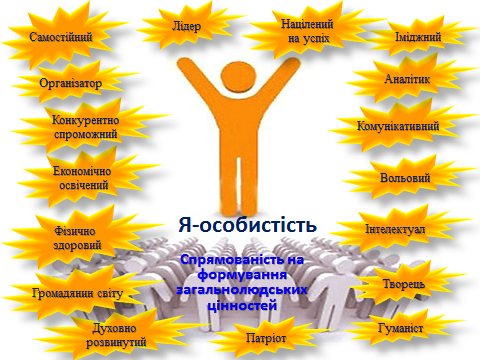 Самостійний
Лідер
Націлений
на успіх
Іміджний
Організатор
Аналітик
Конкурентно
спроможний
Комунікативний
Економічно
освічений
Вольовий
Фізично
здоровий
Я-особистість
Інтелектуал
Спрямованість на
формування
загальнолюдських
цінностей
Громадянин світу
Творець
Духовно
розвинутий
Патріот
Гуманіст